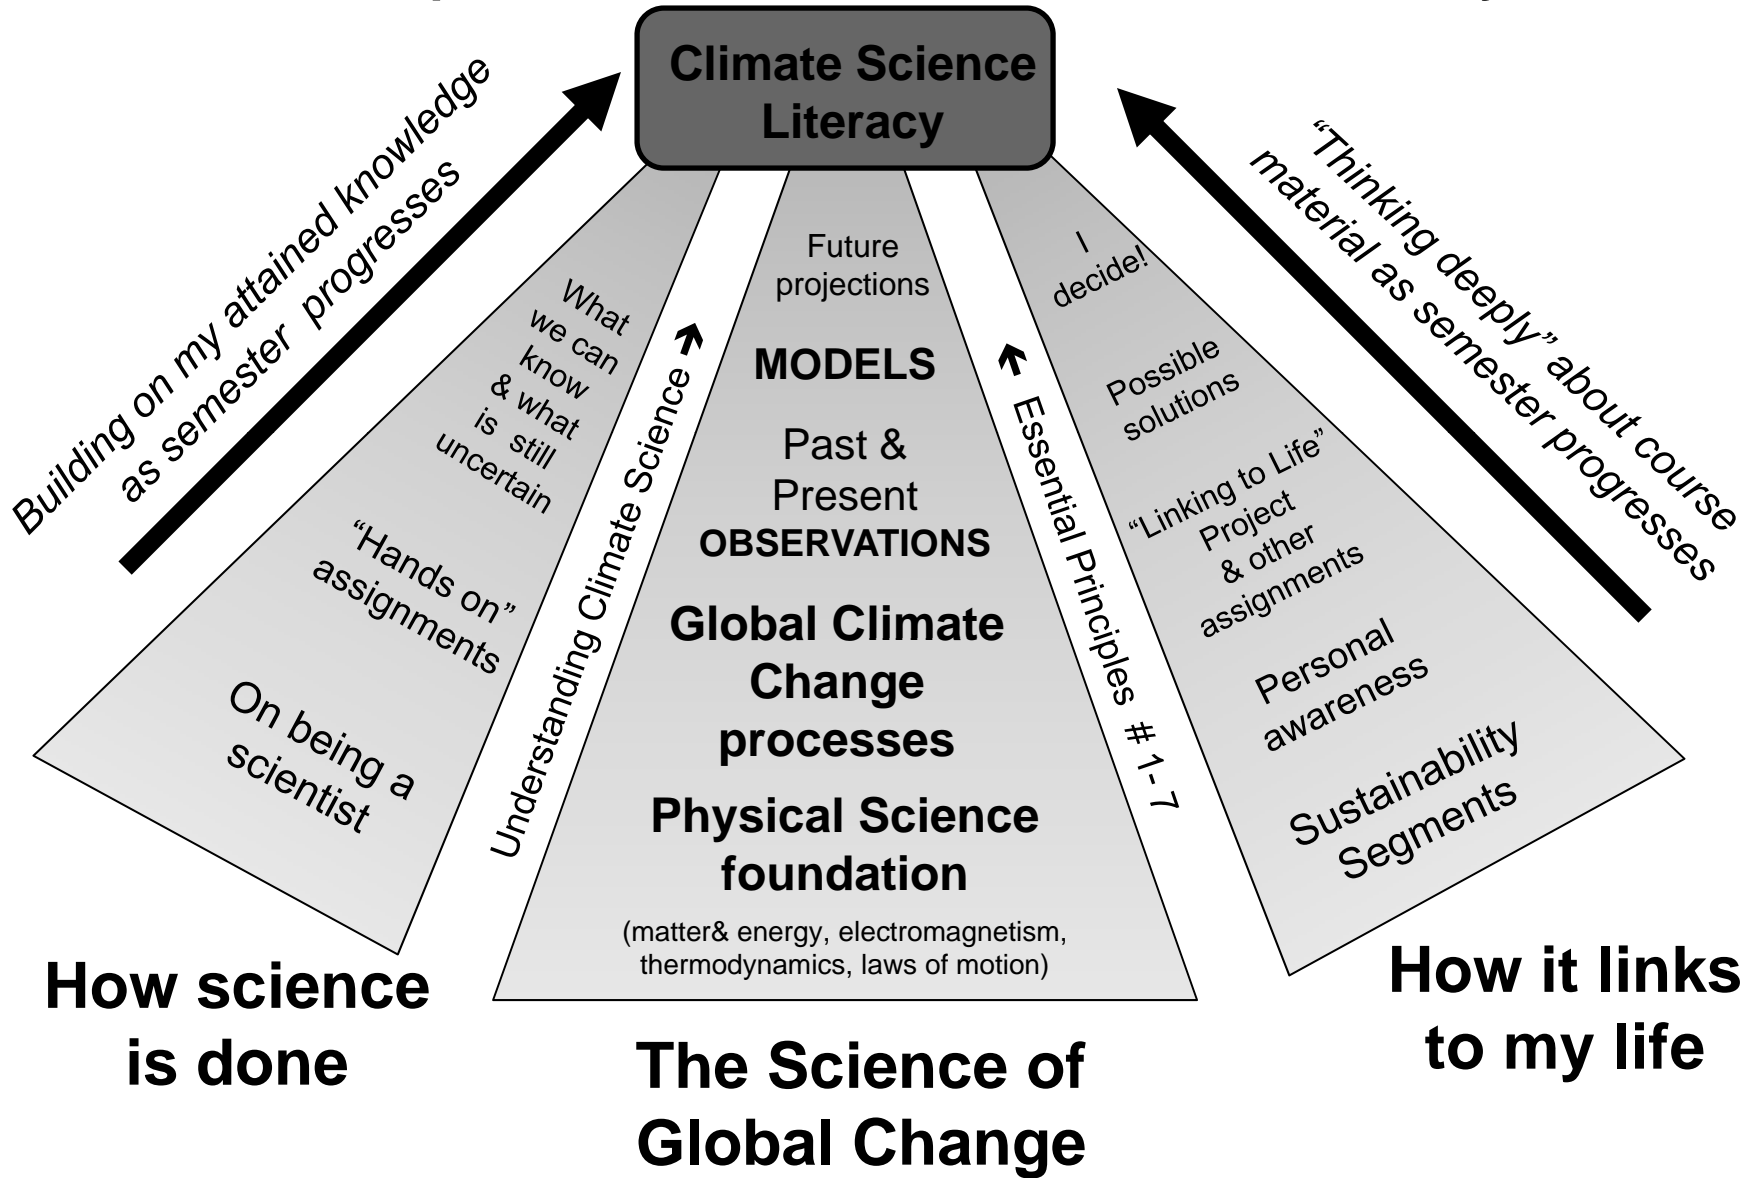 Climate Science
Literacy
Building on my attained knowledge
as semester progresses
"Thinking deeply" about course
material as semester progresses
What
we can
know
& what
is still
uncertain
"Hands on"
assignments
On being a
scientist
How science
is done
Understanding Climate Science →
Future
projections
MODELS
Past &
Present
OBSERVATIONS
Global Climate
Change
processes
Physical Science
foundation
(matter& energy, electromagnetism,
thermodynamics, laws of motion)
The Science of
Global Change
← Essential Principles # 1- 7
I
decide!
Possible
solutions
"Linking to Life"
Project
& other
assignments
Personal
awareness
Sustainability
Segments
How it links
to my life